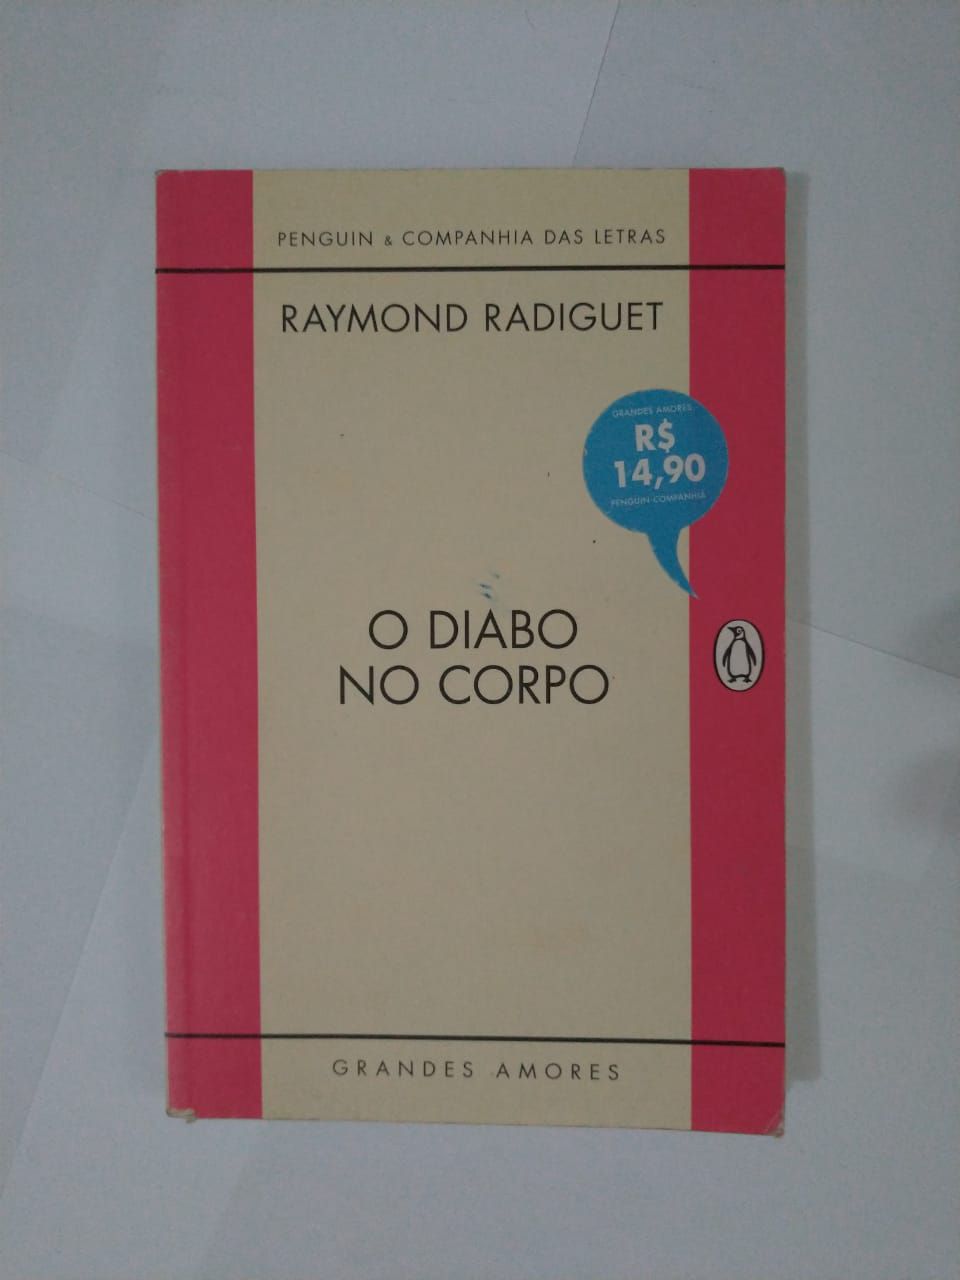 PENGUIN & COMPANHIA DAS LETRAS
RAYMOND RADIGUET
GRANDES AMORES
R$
14,90
PENGUIN-COMPANHIA
O DIABO
NO CORPO
GRANDES AMORES